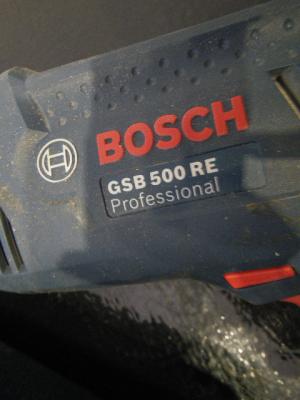 BOSCH
GSB 500 RE
Professional